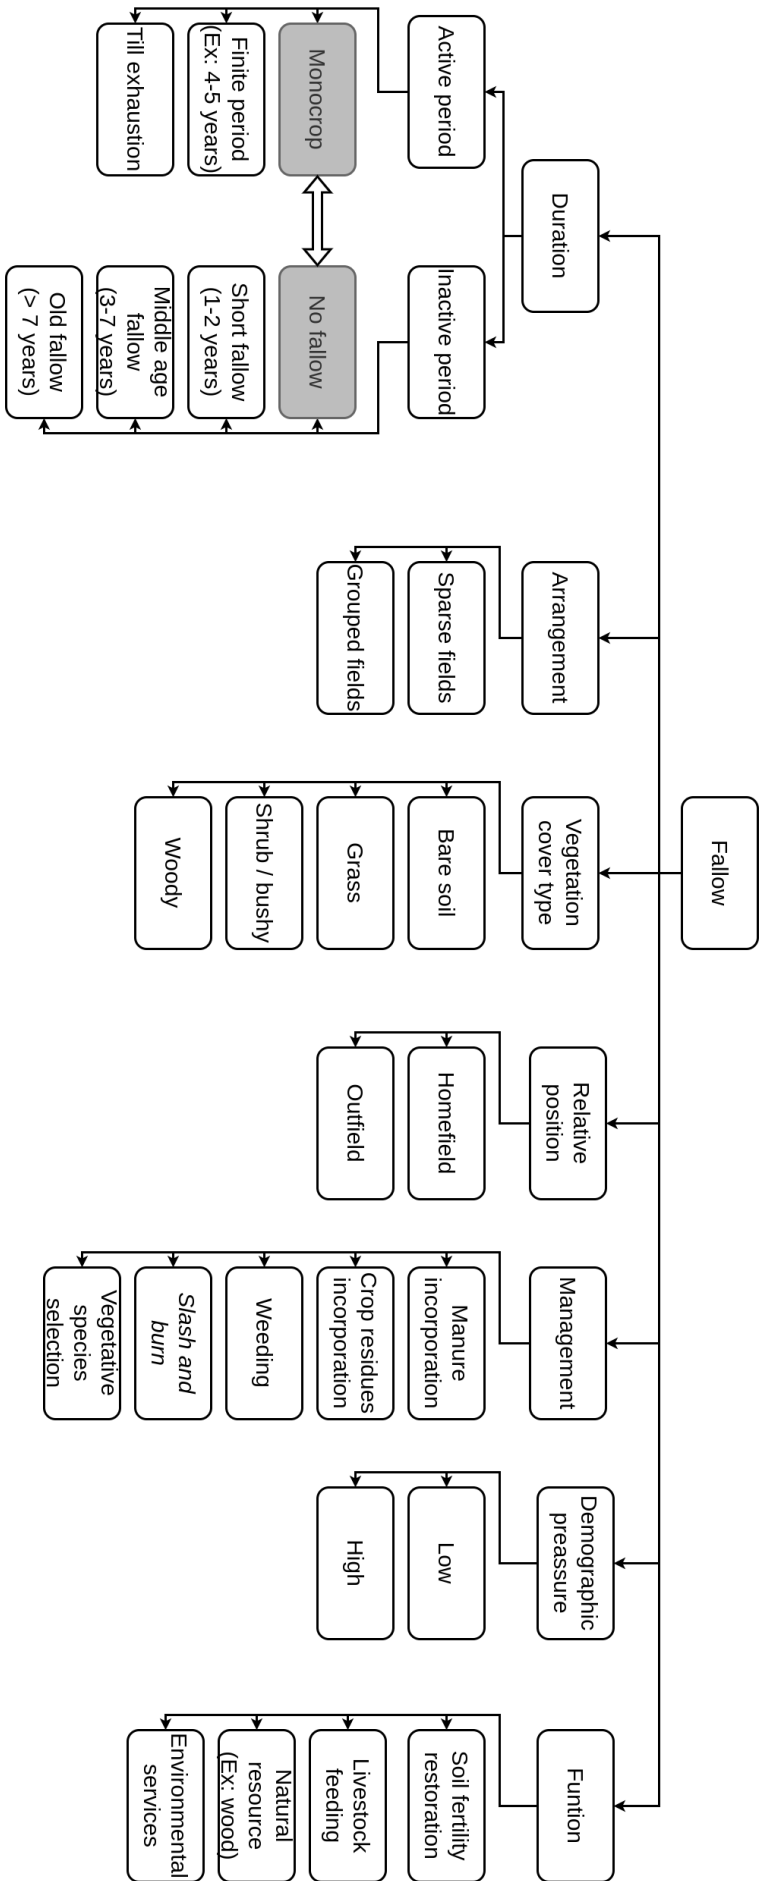 Fallow
Duration
Active period
Monocrop
Finite period
(Ex: 4-5 years)
Till exhaustion
Inactive period
No fallow
Short fallow
(1-2 years)
Middle age
fallow
(3-7 years)
Old fallow
(> 7 years)
Arrangement
Sparse fields
Grouped fields
Vegetation
cover type
Bare soil
Grass
Shrub / bushy
Woody
Relative
position
Homefield
Outfield
Management
Manure
incorporation
Crop residues
incorporation
Weeding
Slash and
burn
Vegetative
species
selection
Demographic
preassure
Low
High
Funtion
Soil fertility
restoration
Livestock
feeding
Natural
resource
(Ex: wood)
Environmental
services